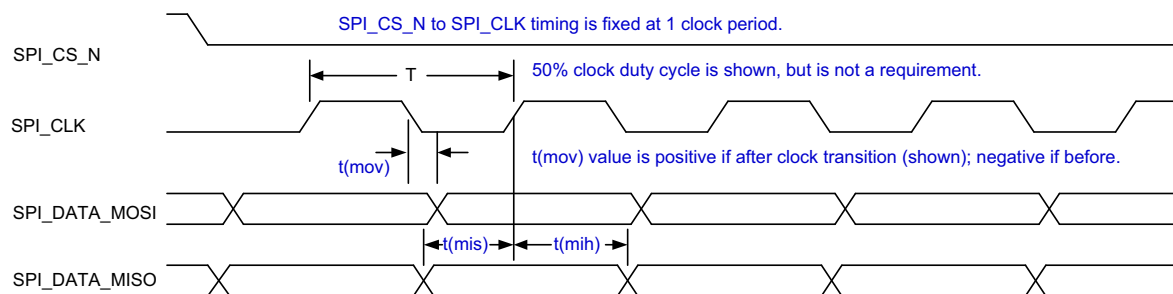 SPI_CS_N to SPI_CLK timing is fixed at 1 clock period.
SPI_CS_N
T
50% clock duty cycle is shown, but is not a requirement.
SPI_CLK
t(mov)
t(mov) value is positive if after clock transition (shown); negative if before.
SPI_DATA_MOSI
t(mis)
t(mih)
SPI_DATA_MISO